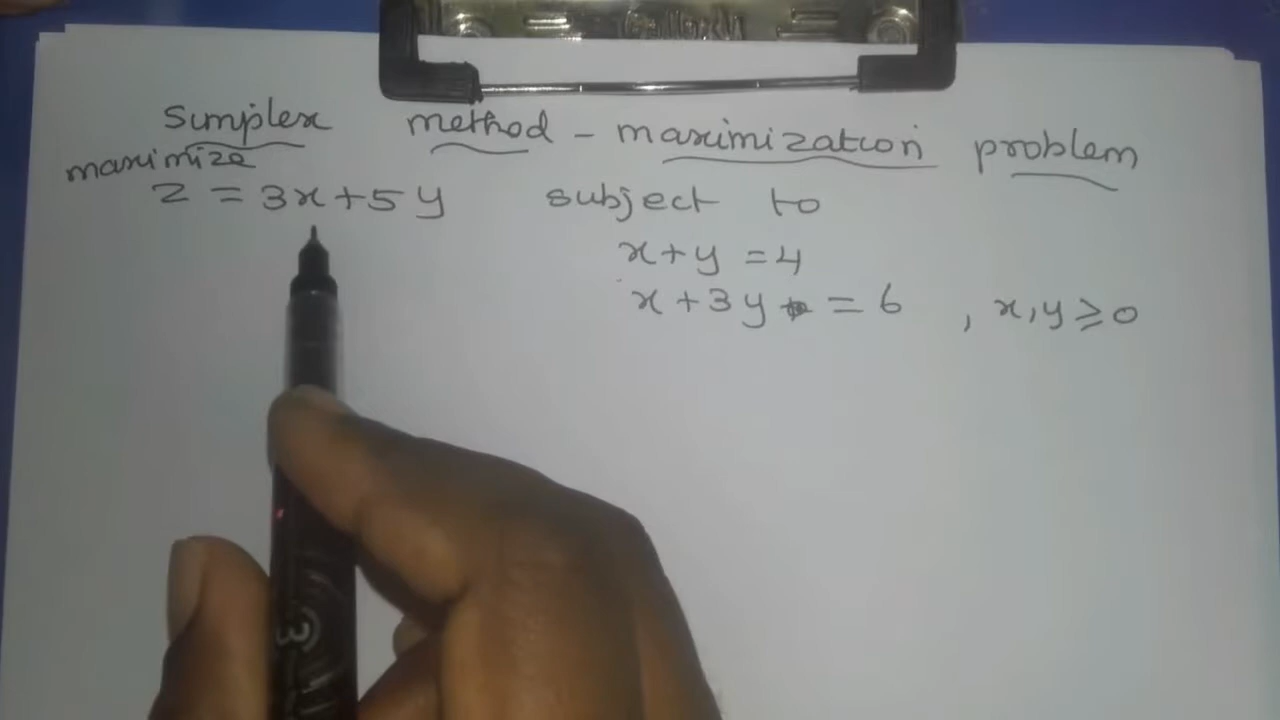 Simplex method - maximization problem
maximize
Z = 3x + 5y subject to
x + y = 4
x + 3y = 6 , x, y ⩾ 0